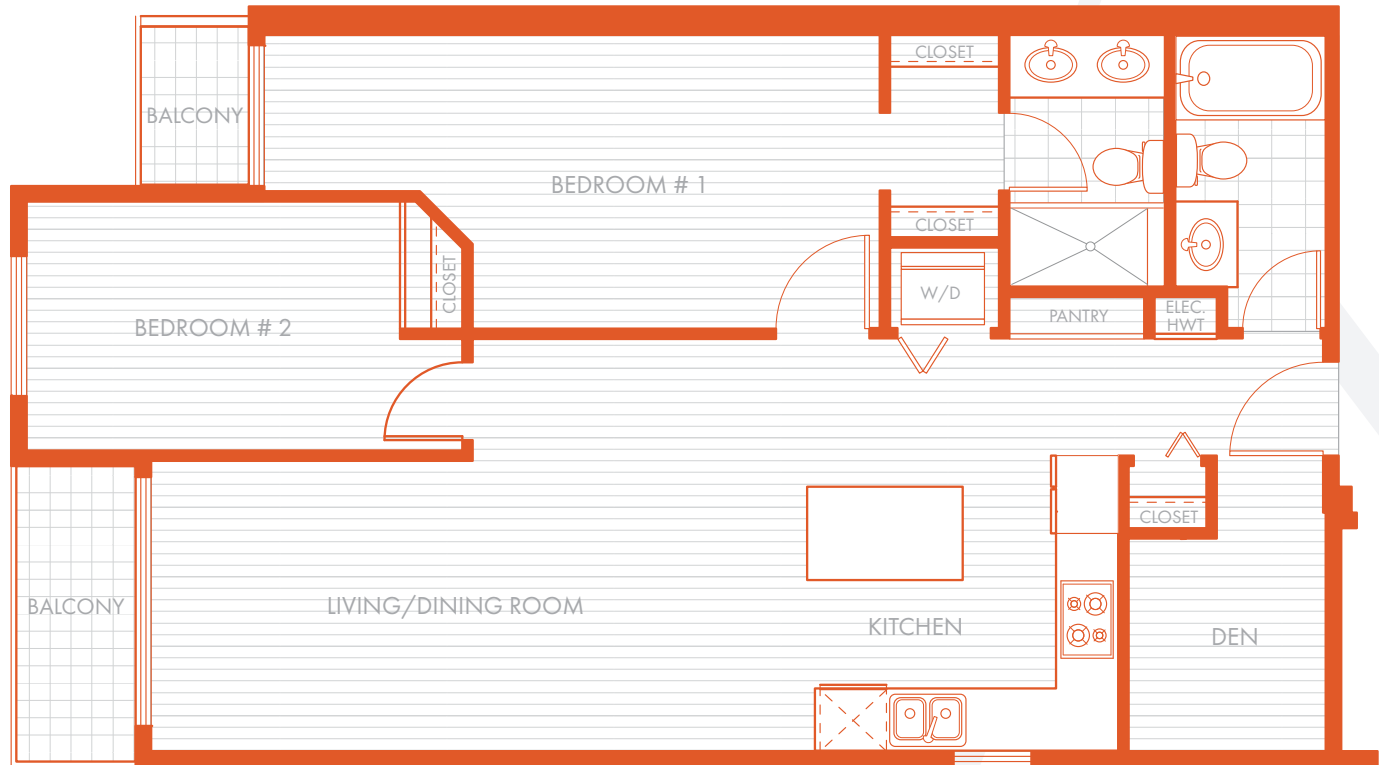 CLOSET
BALCONY
BEDROOM # 1
CLOSET
CLOSET
W/D
PANTRY
ELEC.
HWT
BEDROOM # 2
CLOSET
BALCONY
LIVING/DINING ROOM
KITCHEN
DEN